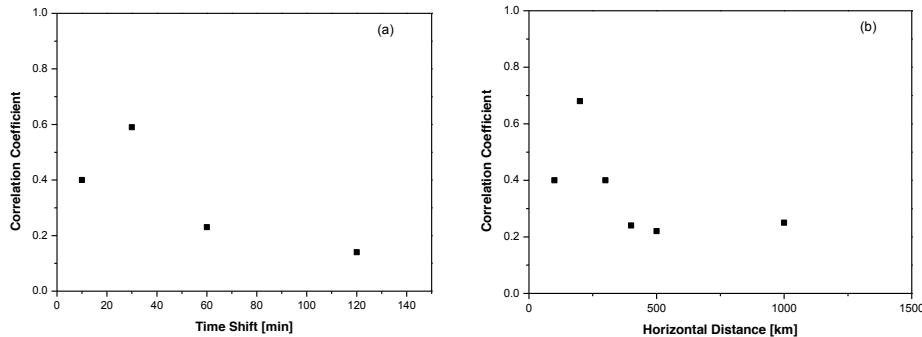 (a)
1.0
0.8
0.6
0.4
0.2
0.0
Correlation Coefficient
0 20 40 60 80 100 120 140
Time Shift [min]
(b)
1.0
0.8
0.6
0.4
0.2
0.0
Correlation Coefficient
0 500 1000 1500
Horizontal Distance [km]